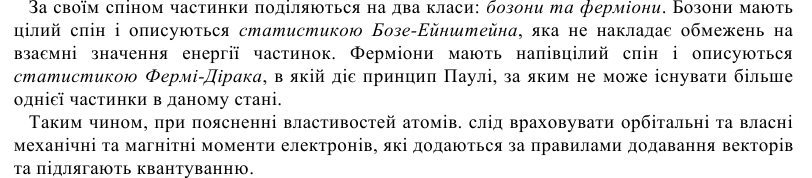 За своїм спіном частинки поділяються на два класи: бозони та ферміони. Бозони мають
цілий спін і описуються статистикою Бозе-Ейнштейна, яка не накладає обмежень на
взаємні значення енергії частинок. Ферміони мають напівцілий спін і описуються
статистикою Фермі-Дірака, в якій діє принцип Паулі, за яким не може існувати більше
однієї частинки в даному стані.
Таким чином, при поясненні властивостей атомів. слід враховувати орбітальні та власні
механічні та магнітні моменти електронів, які додаються за правилами додавання векторів
та підлягають квантуванню.